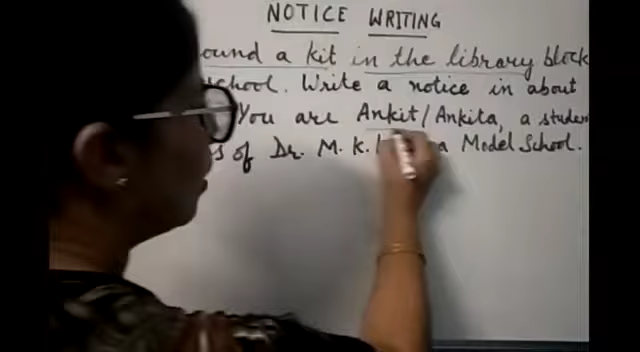 NOTICE WRITING
ound a kit in the library block
school. Write a notice in about
You are Ankit/Ankita, a studen
s of Dr. M. K. a Model School.